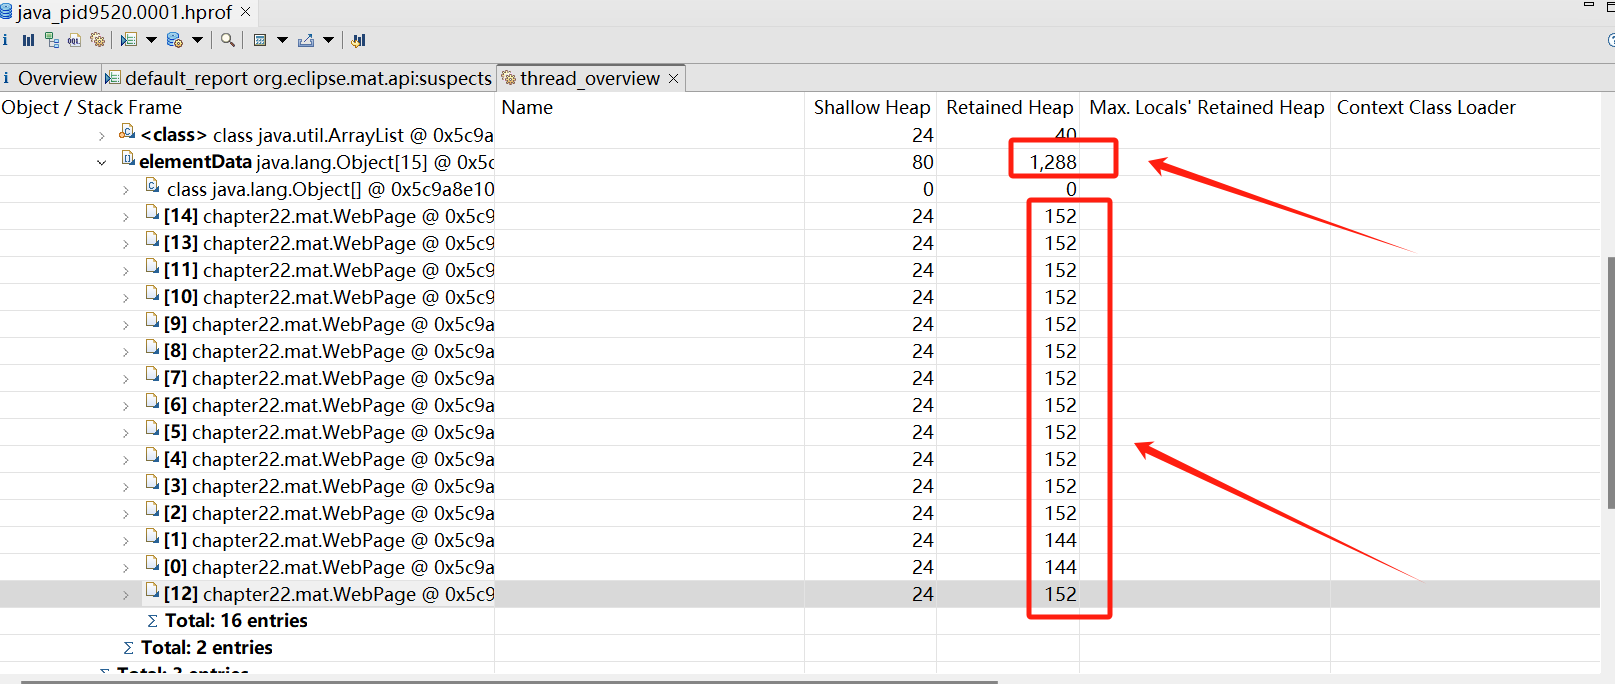 java_pid9520.0001.hprof
Overview default_report org.eclipse.mat.api:suspects thread_overview
Object / Stack Frame Name Shallow Heap Retained Heap Max. Locals' Retained Heap Context Class Loader
<class> class java.util.ArrayList @ 0x5c9a 24 40
elementData java.lang.Object[15] @ 0x5c 80 1,288
class java.lang.Object[] @ 0x5c9a8e10 0 0
[14] chapter22.mat.WebPage @ 0x5c9 24 152
[13] chapter22.mat.WebPage @ 0x5c9 24 152
[11] chapter22.mat.WebPage @ 0x5c9 24 152
[10] chapter22.mat.WebPage @ 0x5c9 24 152
[9] chapter22.mat.WebPage @ 0x5c9a 24 152
[8] chapter22.mat.WebPage @ 0x5c9a 24 152
[7] chapter22.mat.WebPage @ 0x5c9a 24 152
[6] chapter22.mat.WebPage @ 0x5c9a 24 152
[5] chapter22.mat.WebPage @ 0x5c9a 24 152
[4] chapter22.mat.WebPage @ 0x5c9a 24 152
[3] chapter22.mat.WebPage @ 0x5c9a 24 152
[2] chapter22.mat.WebPage @ 0x5c9a 24 152
[1] chapter22.mat.WebPage @ 0x5c9a 24 144
[0] chapter22.mat.WebPage @ 0x5c9a 24 144
[12] chapter22.mat.WebPage @ 0x5c9 24 152
Σ Total: 16 entries
Σ Total: 2 entries
Σ Total: 3 entries